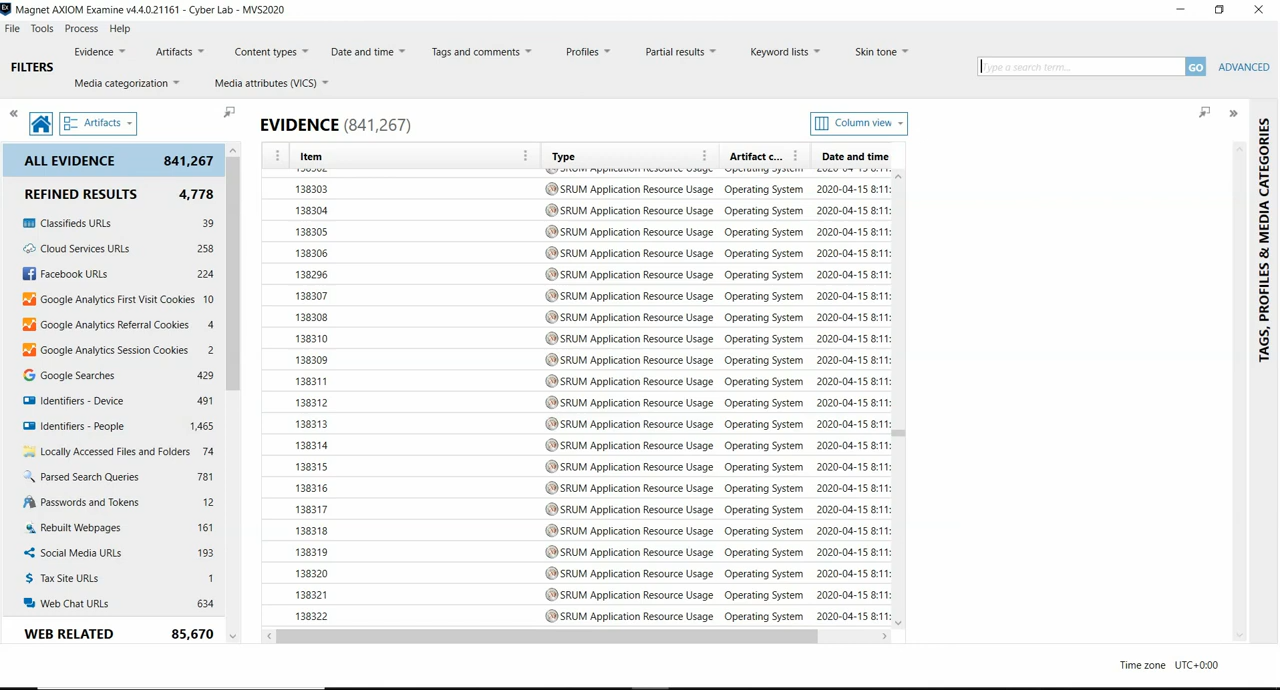 Magnet AXIOM Examine v4.4.0.21161 - Cyber Lab - MVS2020
File Tools Process Help
FILTERS
Evidence Artifacts Content types Date and time Tags and comments Profiles Partial results Keyword lists Skin tone
Media categorization Media attributes (VICS)
Type a search term... GO ADVANCED
Artifacts
EVIDENCE (841,267)
Column view
ALL EVIDENCE 841,267
REFINED RESULTS 4,778
Classifieds URLs 39
Cloud Services URLs 258
Facebook URLs 224
Google Analytics First Visit Cookies 10
Google Analytics Referral Cookies 4
Google Analytics Session Cookies 2
Google Searches 429
Identifiers - Device 491
Identifiers - People 1,465
Locally Accessed Files and Folders 74
Parsed Search Queries 781
Passwords and Tokens 12
Rebuilt Webpages 161
Social Media URLs 193
Tax Site URLs 1
Web Chat URLs 634
WEB RELATED 85,670
Item Type Artifact c... Date and time
138302 SRUM Application Resource Usage Operating System 2020-04-15 8:11:
138303 SRUM Application Resource Usage Operating System 2020-04-15 8:11:
138304 SRUM Application Resource Usage Operating System 2020-04-15 8:11:
138305 SRUM Application Resource Usage Operating System 2020-04-15 8:11:
138306 SRUM Application Resource Usage Operating System 2020-04-15 8:11:
138296 SRUM Application Resource Usage Operating System 2020-04-15 8:11:
138307 SRUM Application Resource Usage Operating System 2020-04-15 8:11:
138308 SRUM Application Resource Usage Operating System 2020-04-15 8:11:
138310 SRUM Application Resource Usage Operating System 2020-04-15 8:11:
138309 SRUM Application Resource Usage Operating System 2020-04-15 8:11:
138311 SRUM Application Resource Usage Operating System 2020-04-15 8:11:
138312 SRUM Application Resource Usage Operating System 2020-04-15 8:11:
138313 SRUM Application Resource Usage Operating System 2020-04-15 8:11:
138314 SRUM Application Resource Usage Operating System 2020-04-15 8:11:
138315 SRUM Application Resource Usage Operating System 2020-04-15 8:11:
138316 SRUM Application Resource Usage Operating System 2020-04-15 8:11:
138317 SRUM Application Resource Usage Operating System 2020-04-15 8:11:
138318 SRUM Application Resource Usage Operating System 2020-04-15 8:11:
138319 SRUM Application Resource Usage Operating System 2020-04-15 8:11:
138320 SRUM Application Resource Usage Operating System 2020-04-15 8:11:
138321 SRUM Application Resource Usage Operating System 2020-04-15 8:11:
138322 SRUM Application Resource Usage Operating System 2020-04-15 8:11:
TAGS, PROFILES & MEDIA CATEGORIES
Time zone UTC+0:00